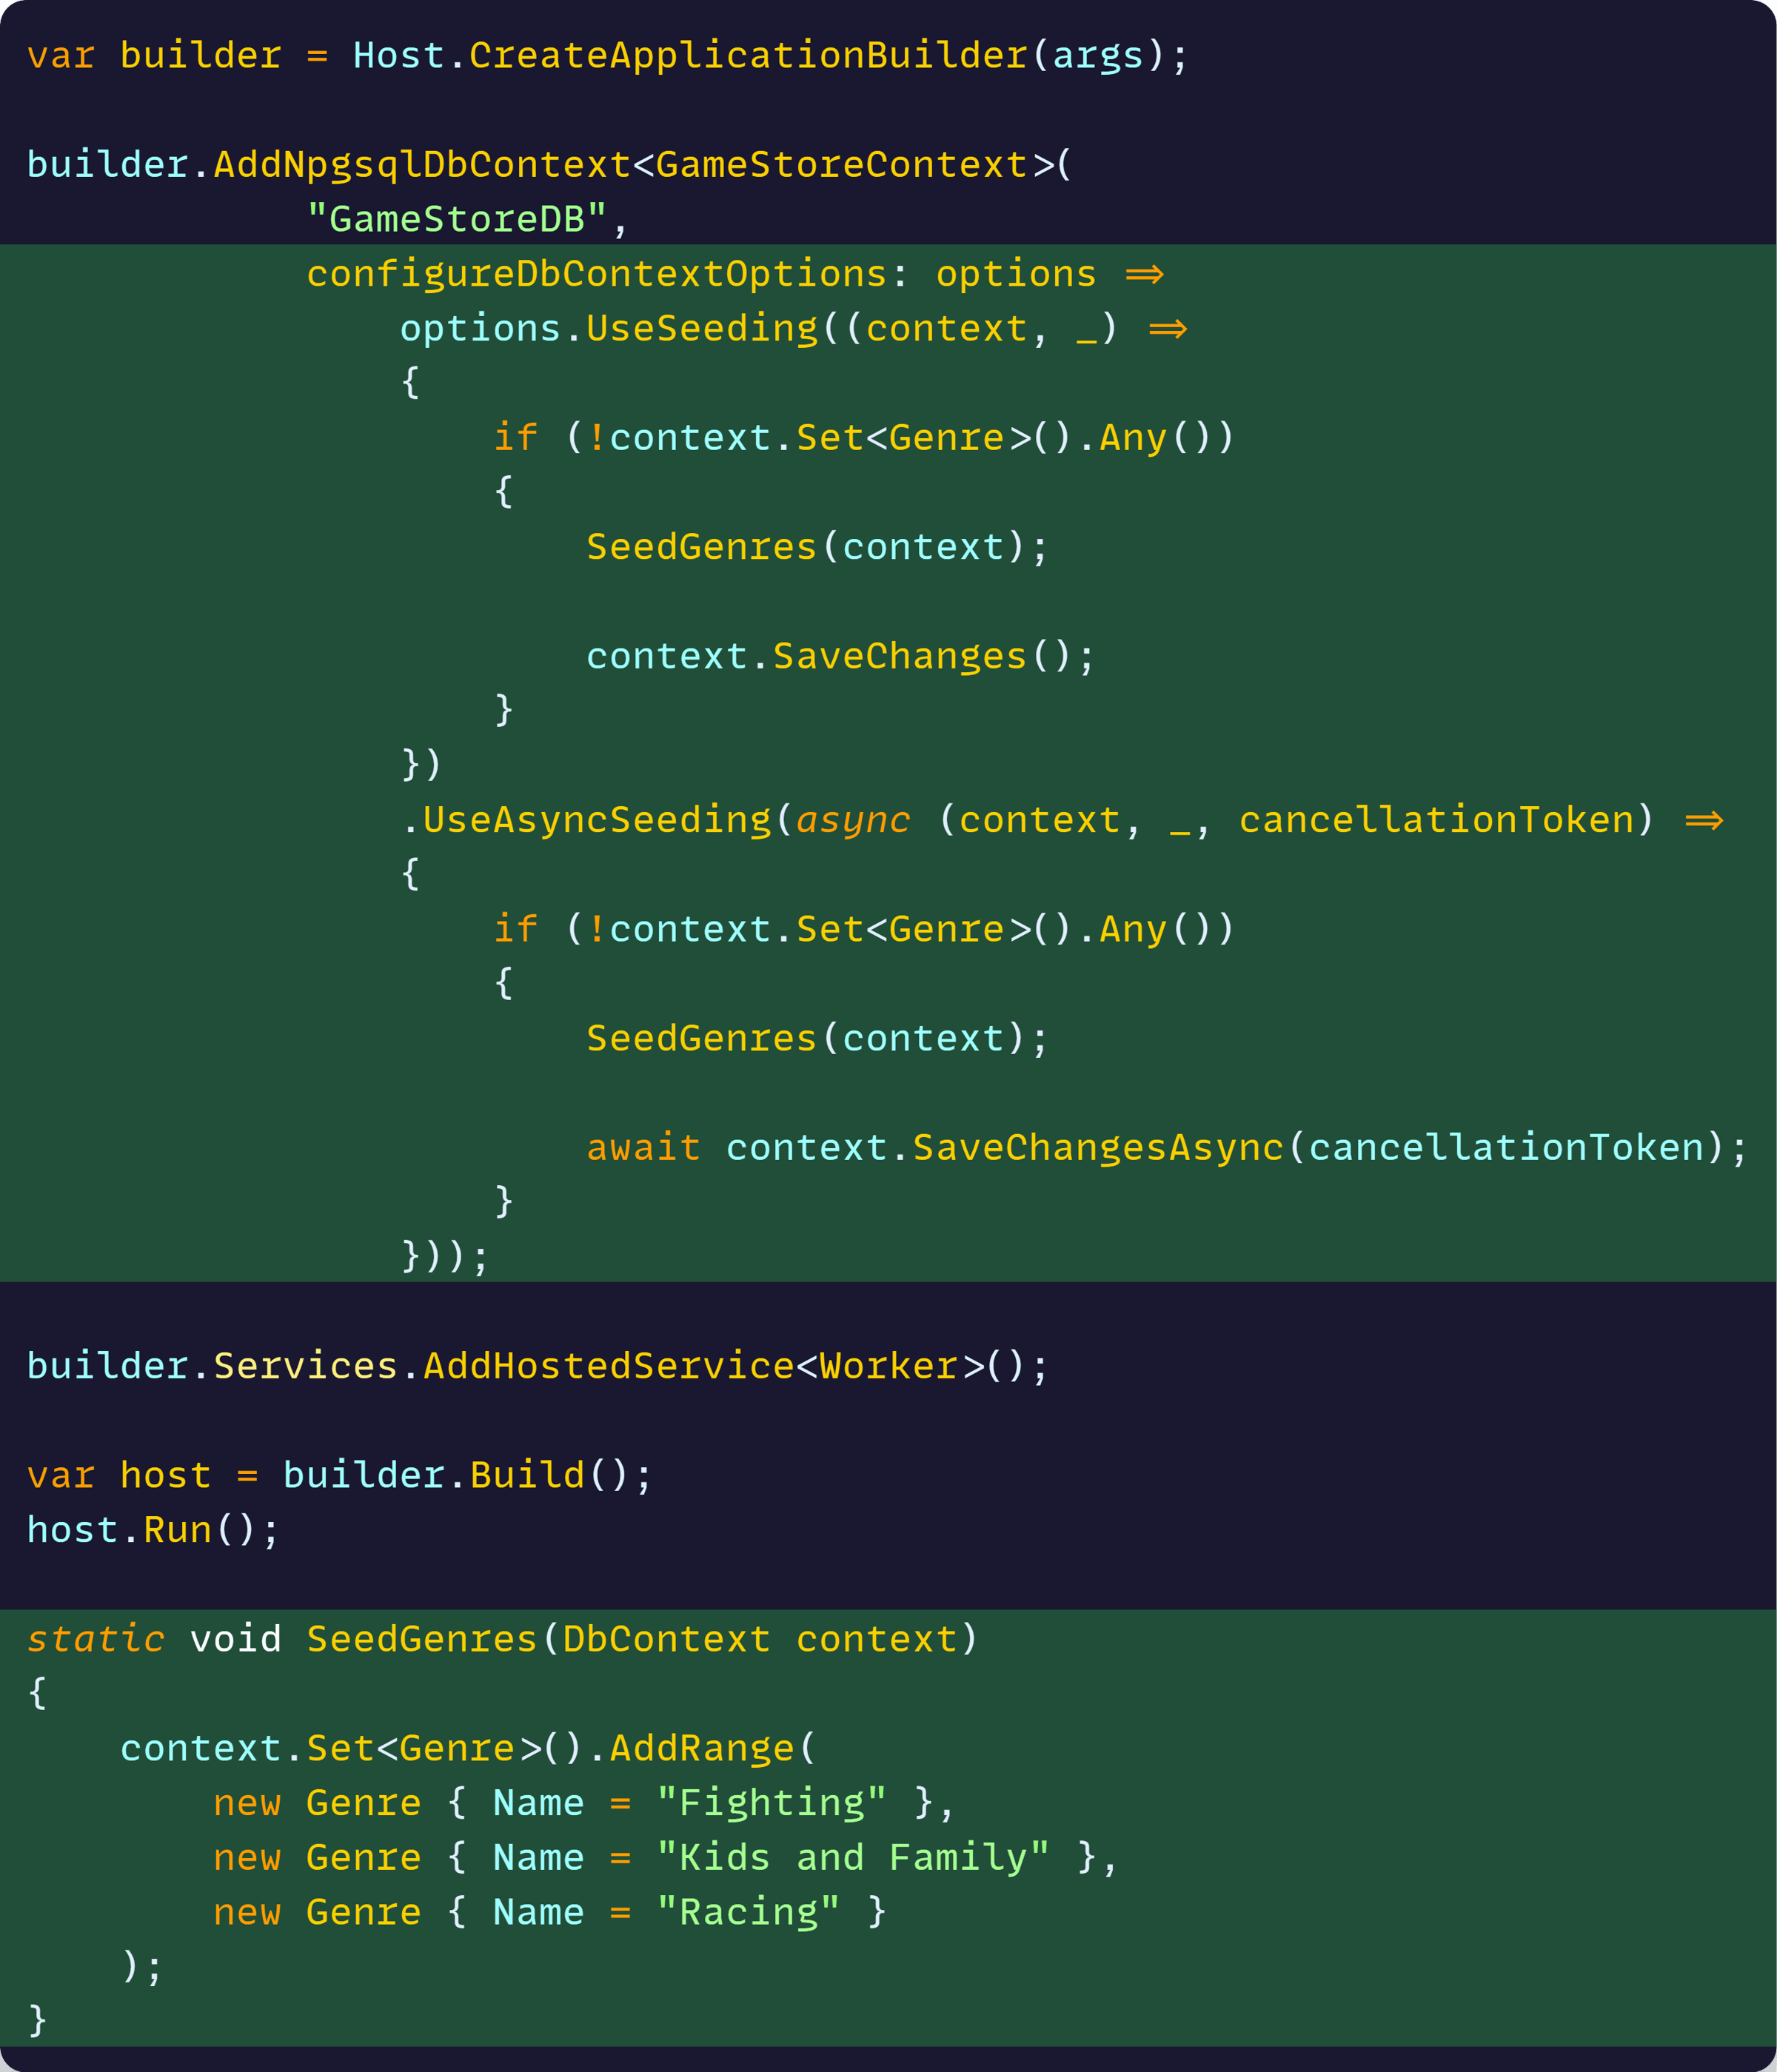 var builder = Host.CreateApplicationBuilder(args);

builder.AddNpgsqlDbContext<GameStoreContext>(
            "GameStoreDB",
            configureDbContextOptions: options =>
                options.UseSeeding((context, _) =>
                {
                    if (!context.Set<Genre>().Any())
                    {
                        SeedGenres(context);

                        context.SaveChanges();
                    }
                })
                .UseAsyncSeeding(async (context, _, cancellationToken) =>
                {
                    if (!context.Set<Genre>().Any())
                    {
                        SeedGenres(context);

                        await context.SaveChangesAsync(cancellationToken);
                    }
                }));

builder.Services.AddHostedService<Worker>();

var host = builder.Build();
host.Run();

static void SeedGenres(DbContext context)
{
    context.Set<Genre>().AddRange(
        new Genre { Name = "Fighting" },
        new Genre { Name = "Kids and Family" },
        new Genre { Name = "Racing" }
    );
}